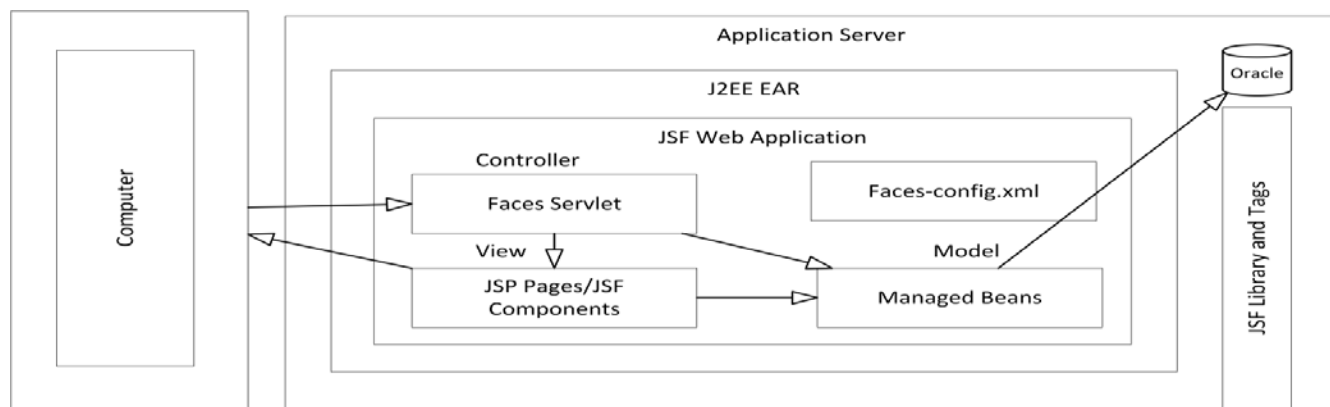 Application Server
Computer
J2EE EAR
JSF Web Application
Controller
Faces Servlet
Faces-config.xml
View
JSP Pages/JSF
Components
Model
Managed Beans
Oracle
JSF Library and Tags